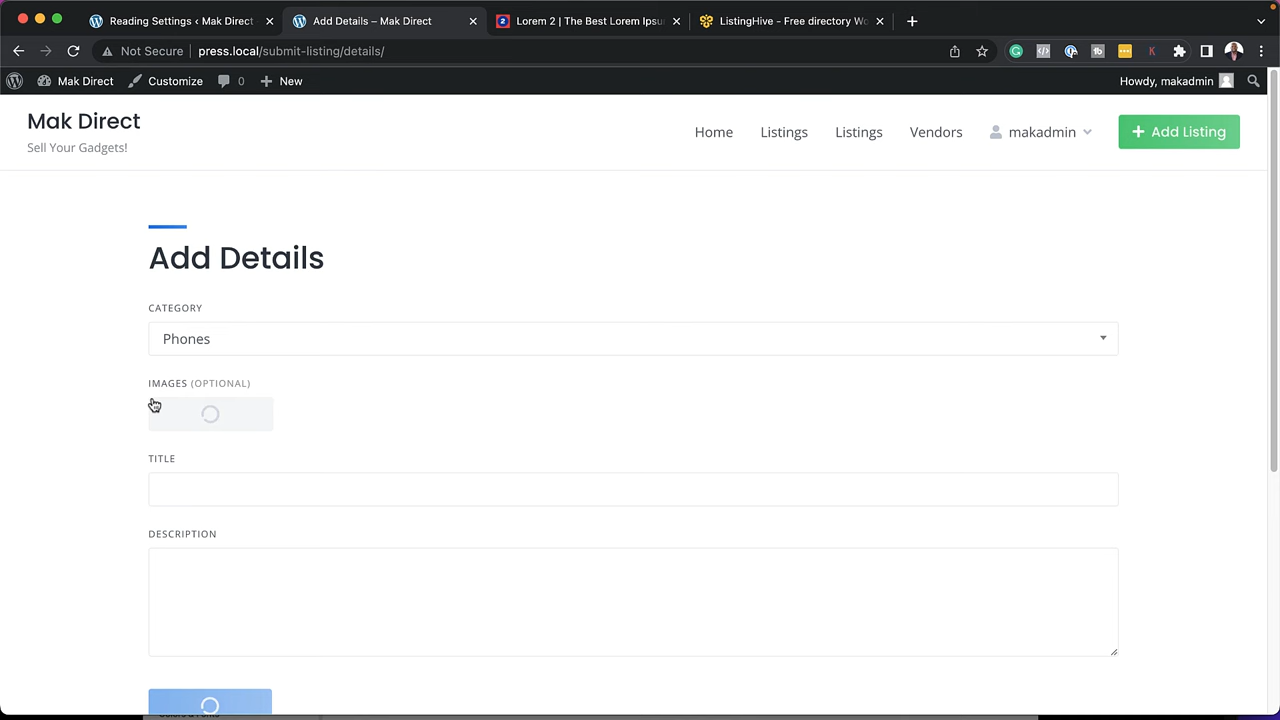 Reading Settings ‹ Mak Direct
Add Details – Mak Direct
Lorem 2 | The Best Lorem Ipsu
ListingHive - Free directory Wo
Not Secure
press.local/submit-listing/details/
Mak Direct
Customize
0
New
Howdy, makadmin
Mak Direct
Sell Your Gadgets!
Home
Listings
Listings
Vendors
makadmin
Add Listing
Add Details
CATEGORY
Phones
IMAGES (OPTIONAL)
TITLE
DESCRIPTION